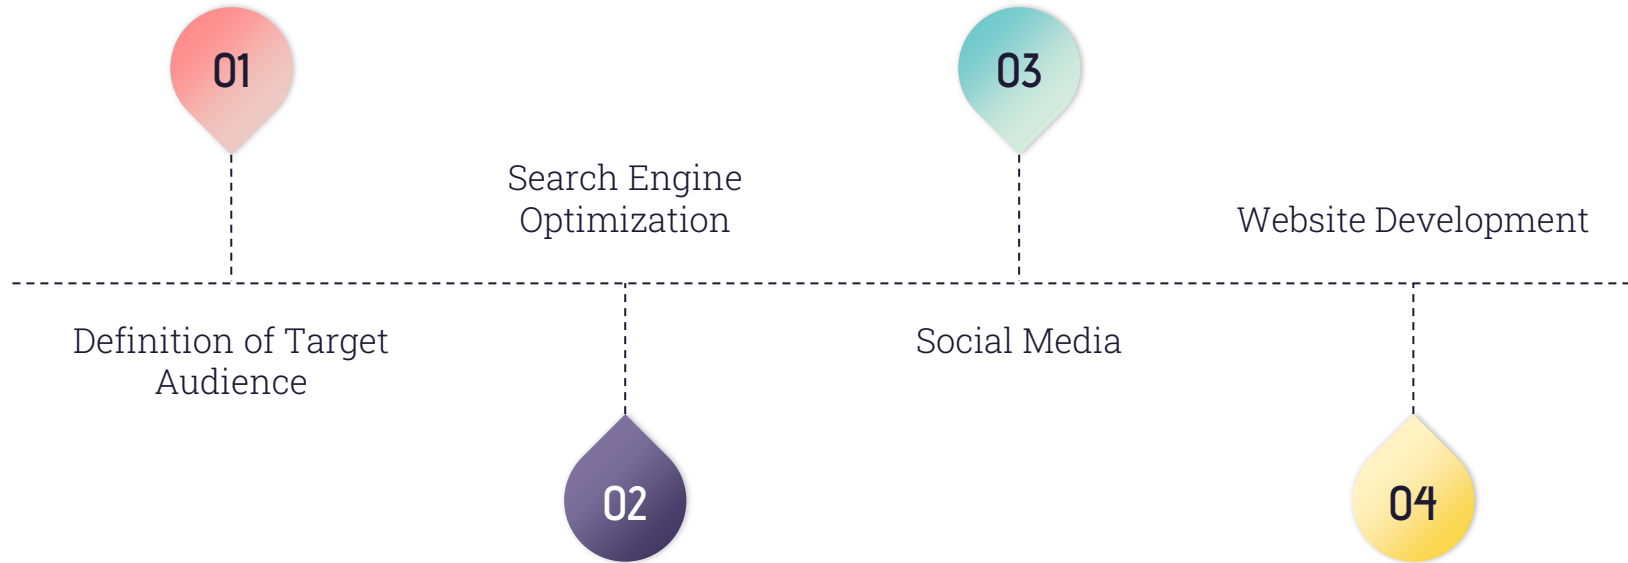 01
Definition of Target
Audience
Search Engine
Optimization
02
03
Social Media
Website Development
04